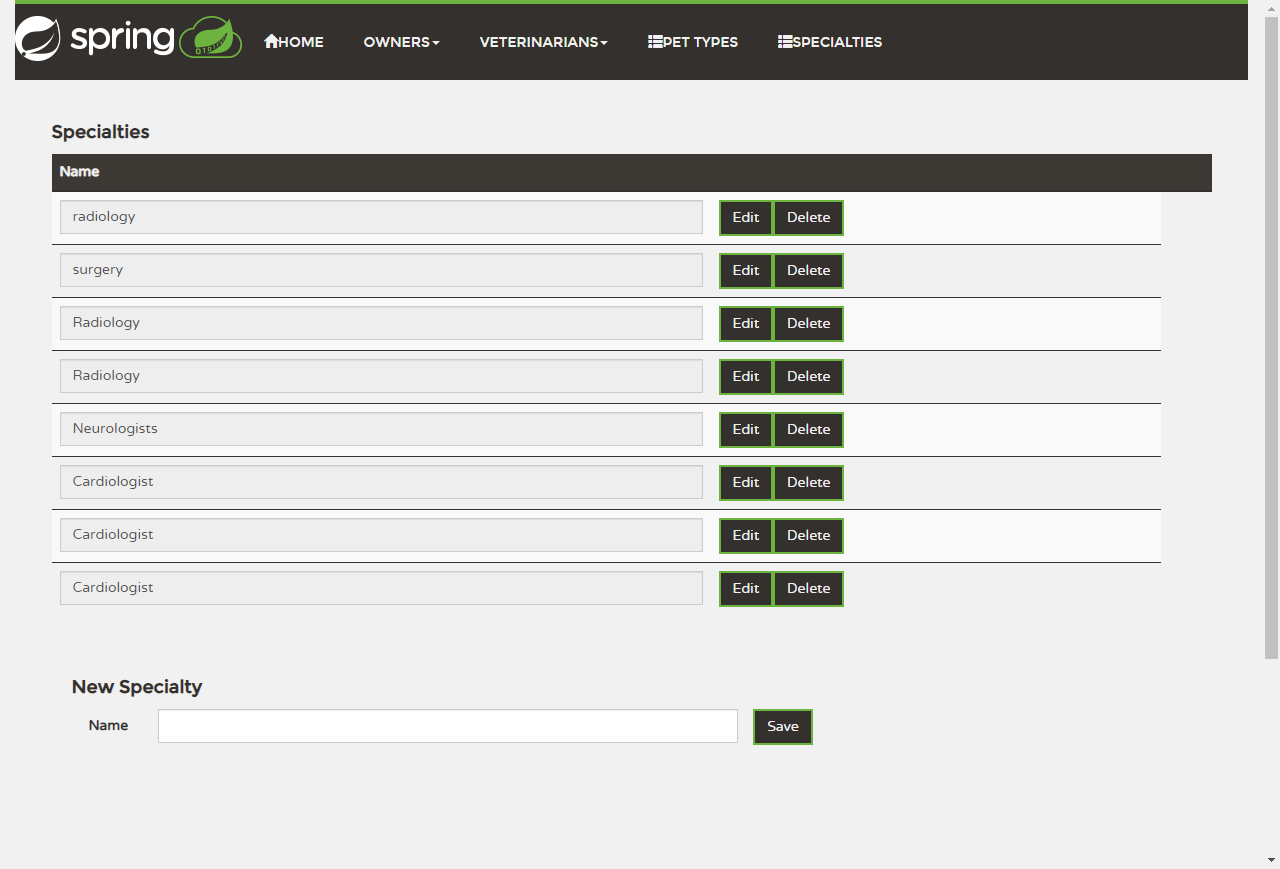 spring HOME OWNERS VETERINARIANS PET TYPES SPECIALTIES
Specialties
Name
radiology Edit Delete
surgery Edit Delete
Radiology Edit Delete
Radiology Edit Delete
Neurologists Edit Delete
Cardiologist Edit Delete
Cardiologist Edit Delete
Cardiologist Edit Delete
New Specialty
Name Save